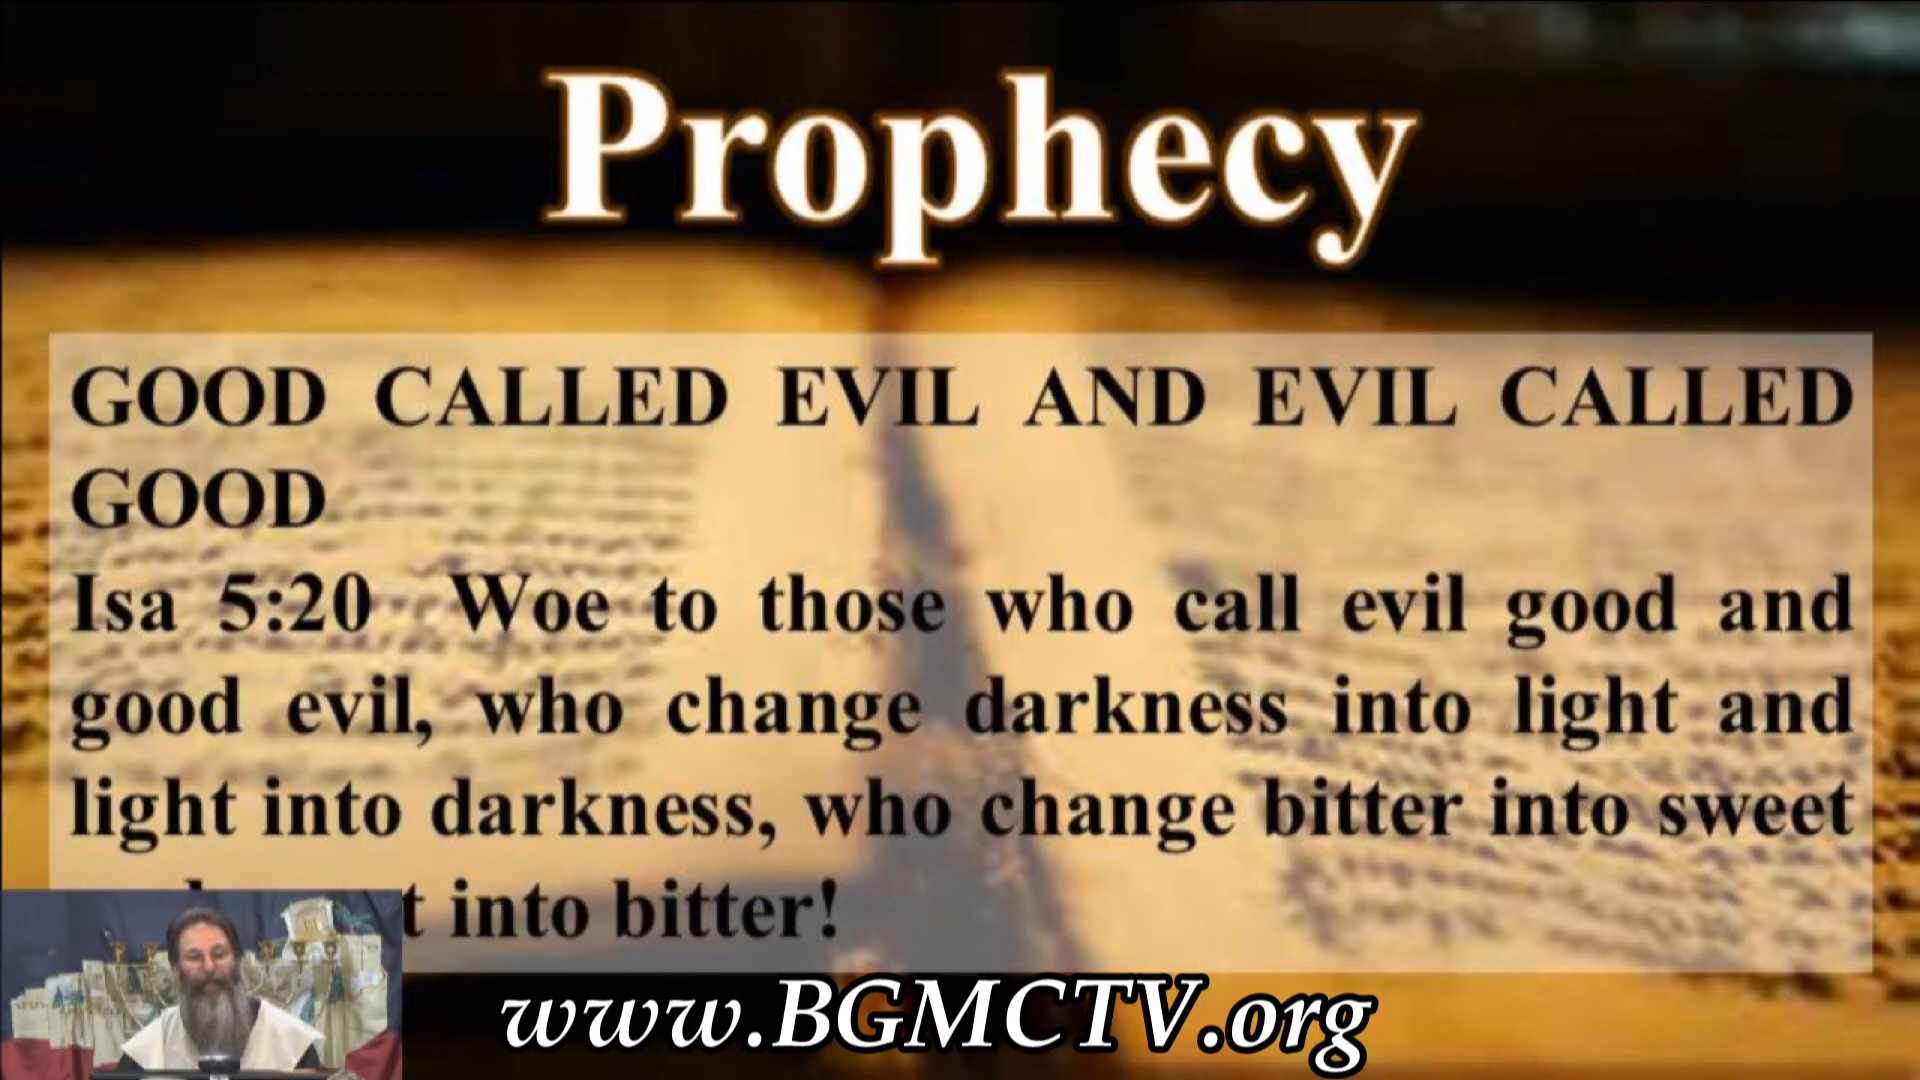 Prophecy
GOOD CALLED EVIL AND EVIL CALLED
GOOD
Isa 5:20 Woe to those who call evil good and
good evil, who change darkness into light and
light into darkness, who change bitter into sweet
into bitter!
www.BGMCTV.org